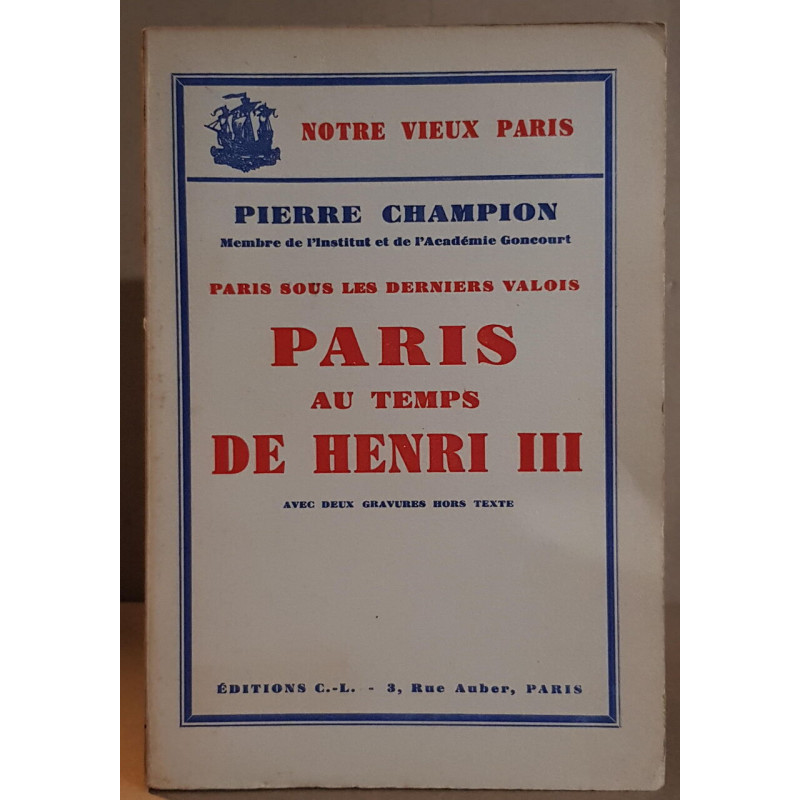 NOTRE VIEUX PARIS
PIERRE CHAMPION
Membre de l'Institut et de l'Académie Goncourt
PARIS SOUS LES DERNIERS VALOIS
PARIS
AU TEMPS
DE HENRI III
AVEC DEUX GRAVURES HORS TEXTE
ÉDITIONS C.-L. - 3, Rue Auber, PARIS